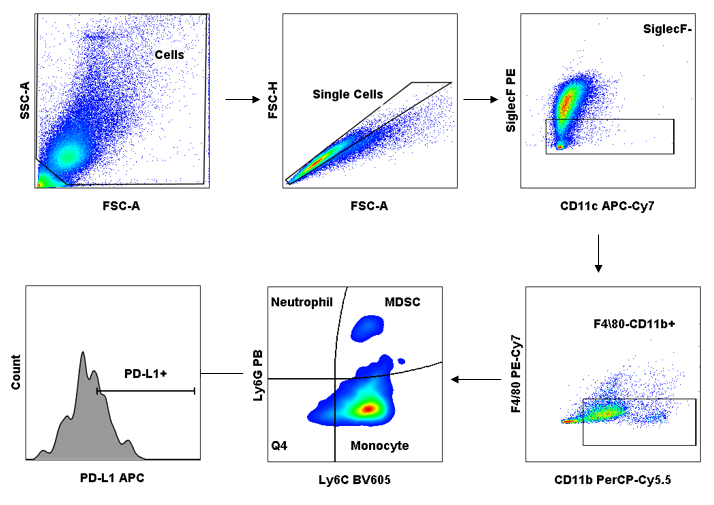 SSC-A
Cells
FSC-A
FSC-H
Single Cells
FSC-A
SiglecF PE
SiglecF-
CD11c APC-Cy7
Count
PD-L1+
PD-L1 APC
Ly6G PB
Neutrophil
MDSC
Q4
Monocyte
Ly6C BV605
F4/80 PE-Cy7
F4\80-CD11b+
CD11b PerCP-Cy5.5